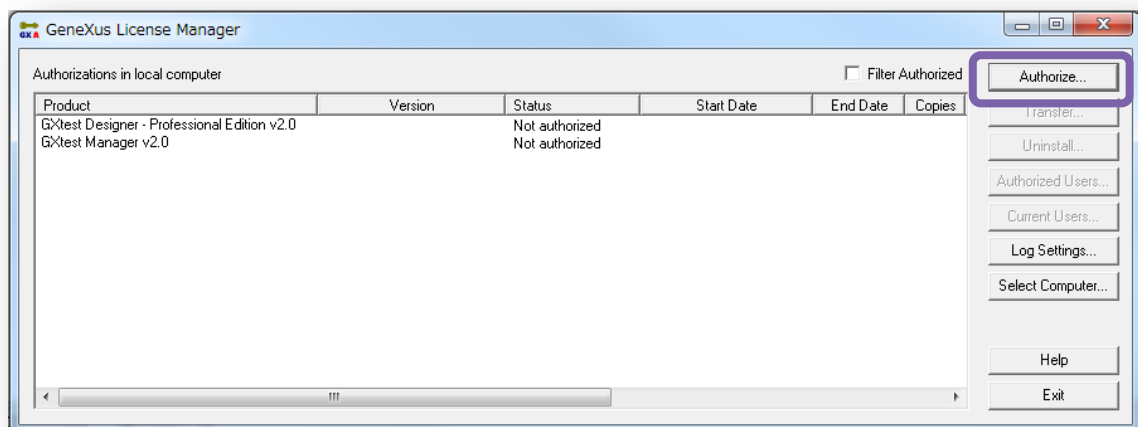 GeneXus License Manager
Authorizations in local computer
Filter Authorized
Authorize...
Product Version Status Start Date End Date Copies
GXtest Designer - Professional Edition v2.0 Not authorized
GXtest Manager v2.0 Not authorized
Transfer...
Uninstall...
Authorized Users...
Current Users...
Log Settings...
Select Computer...
Help
Exit